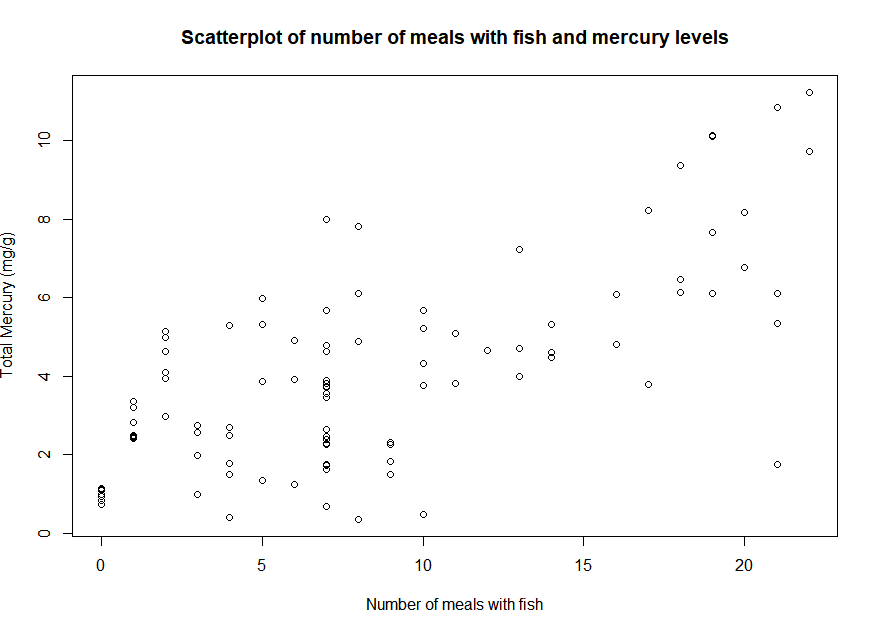 Scatterplot of number of meals with fish and mercury levels
Total Mercury (mg/g)
10
8
6
4
2
0
0 5 10 15 20
Number of meals with fish